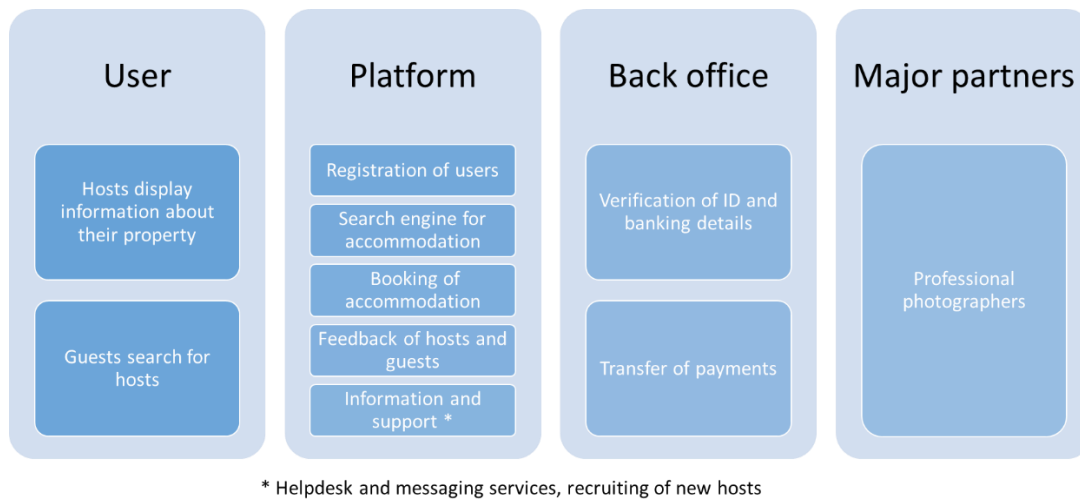 User
Hosts display
information about
their property
Guests search for
hosts
Platform
Registration of users
Search engine for
accommodation
Booking of
accommodation
Feedback of hosts and
guests
Information and
support *
Back office
Verification of ID and
banking details
Transfer of payments
Major partners
Professional
photographers
* Helpdesk and messaging services, recruiting of new hosts